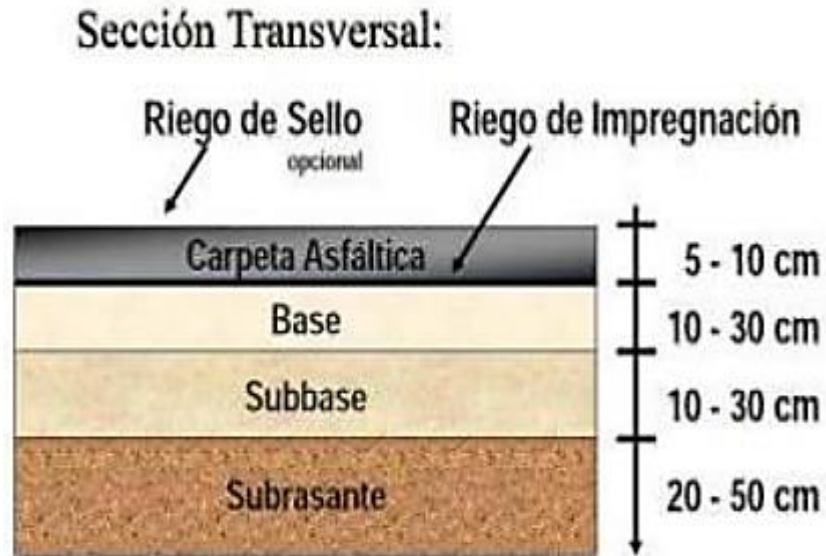 Sección Transversal:
Riego de Sello
opcional
Riego de Impregnación
Carpeta Asfáltica
5 - 10 cm
Base
10 - 30 cm
Subbase
10 - 30 cm
Subrasante
20 - 50 cm